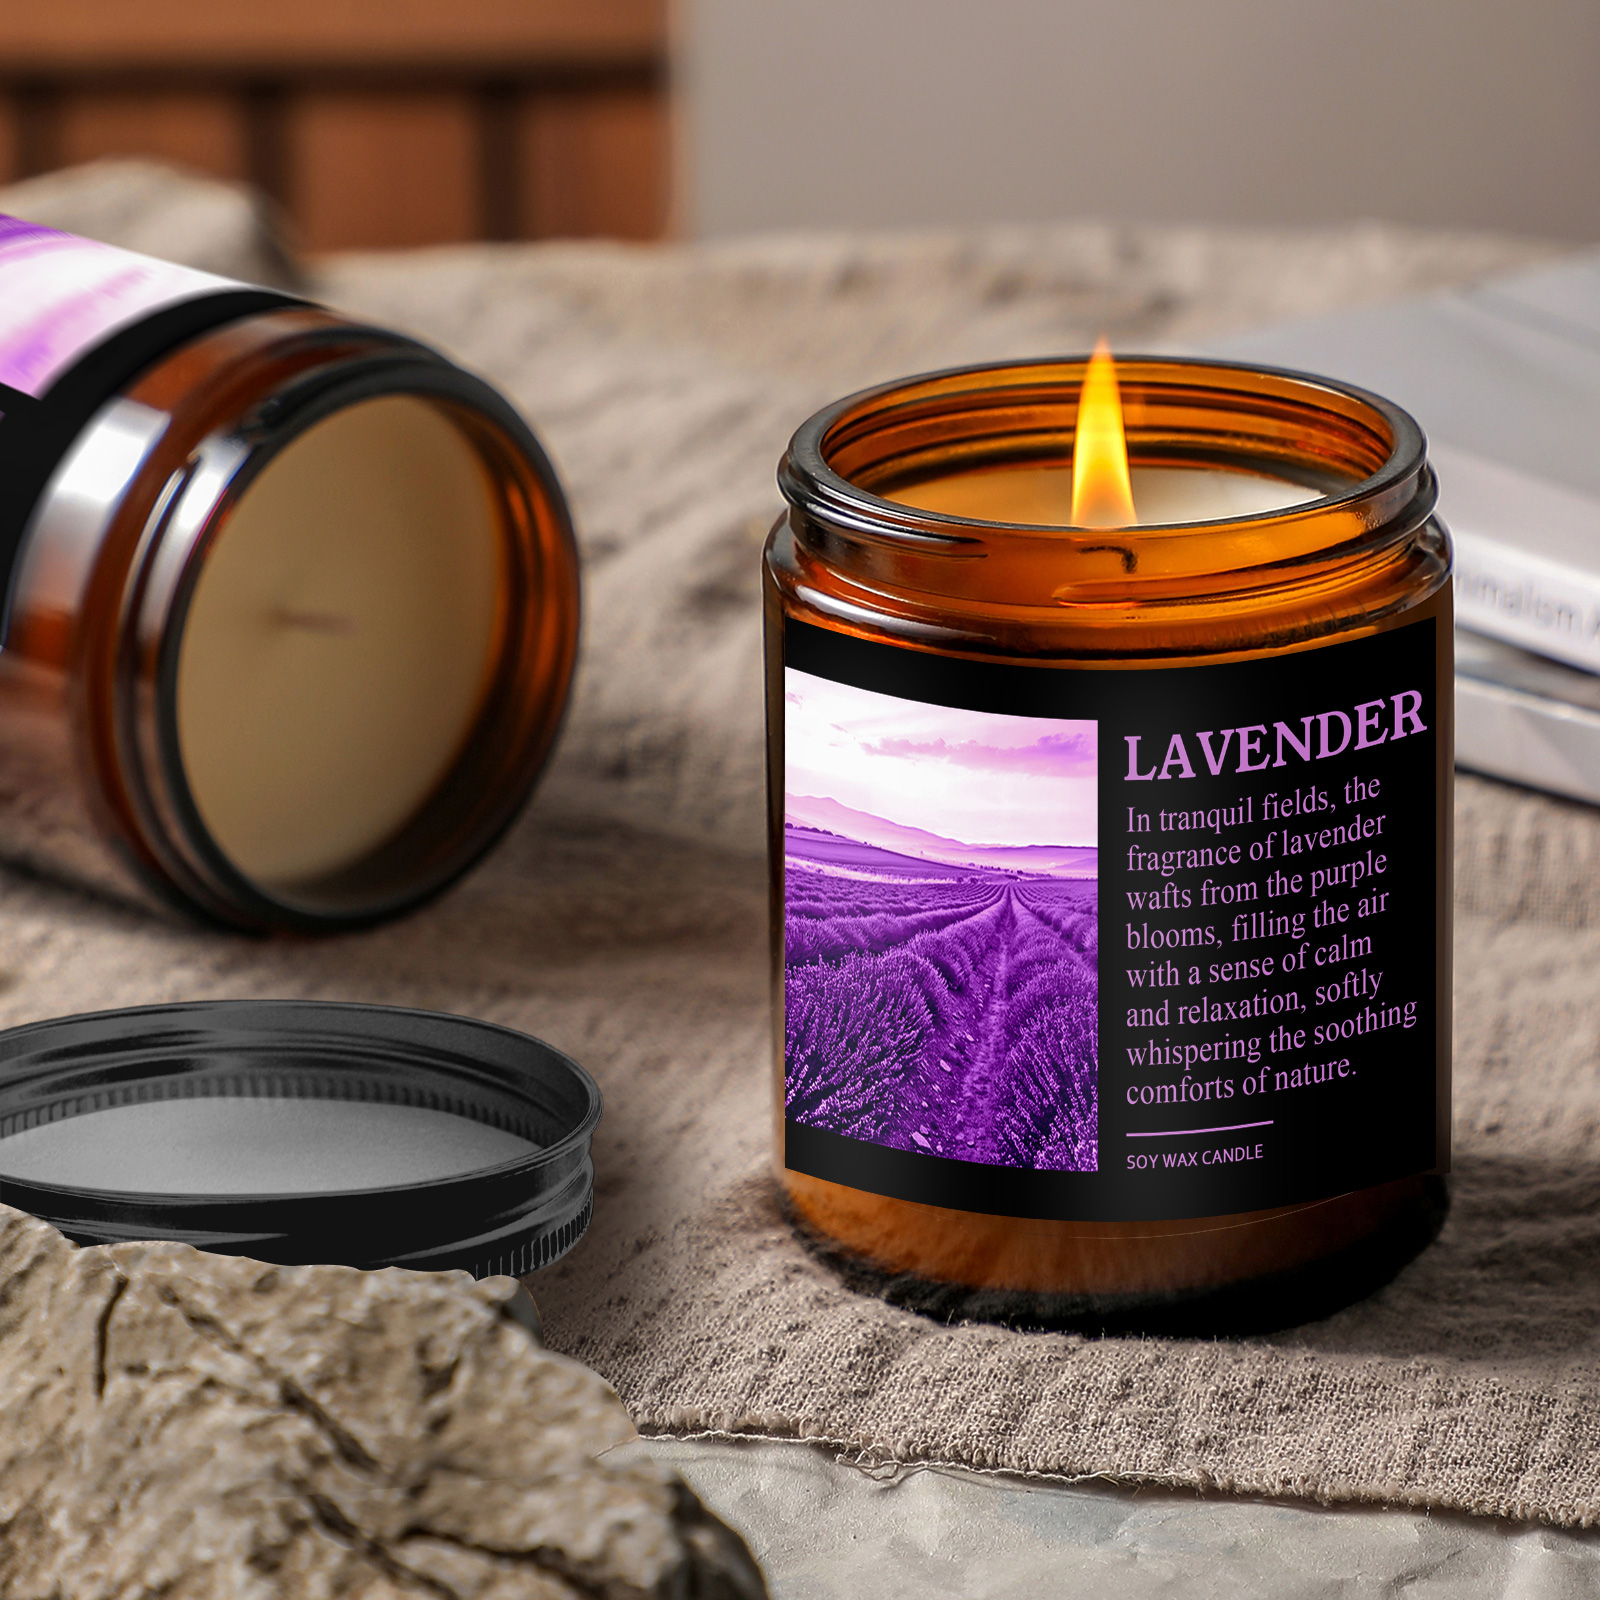 LAVENDER
In tranquil fields, the
fragrance of lavender
wafts from the purple
blooms, filling the air
with a sense of calm
and relaxation, softly
whispering the soothing
comforts of nature.
SOY WAX CANDLE